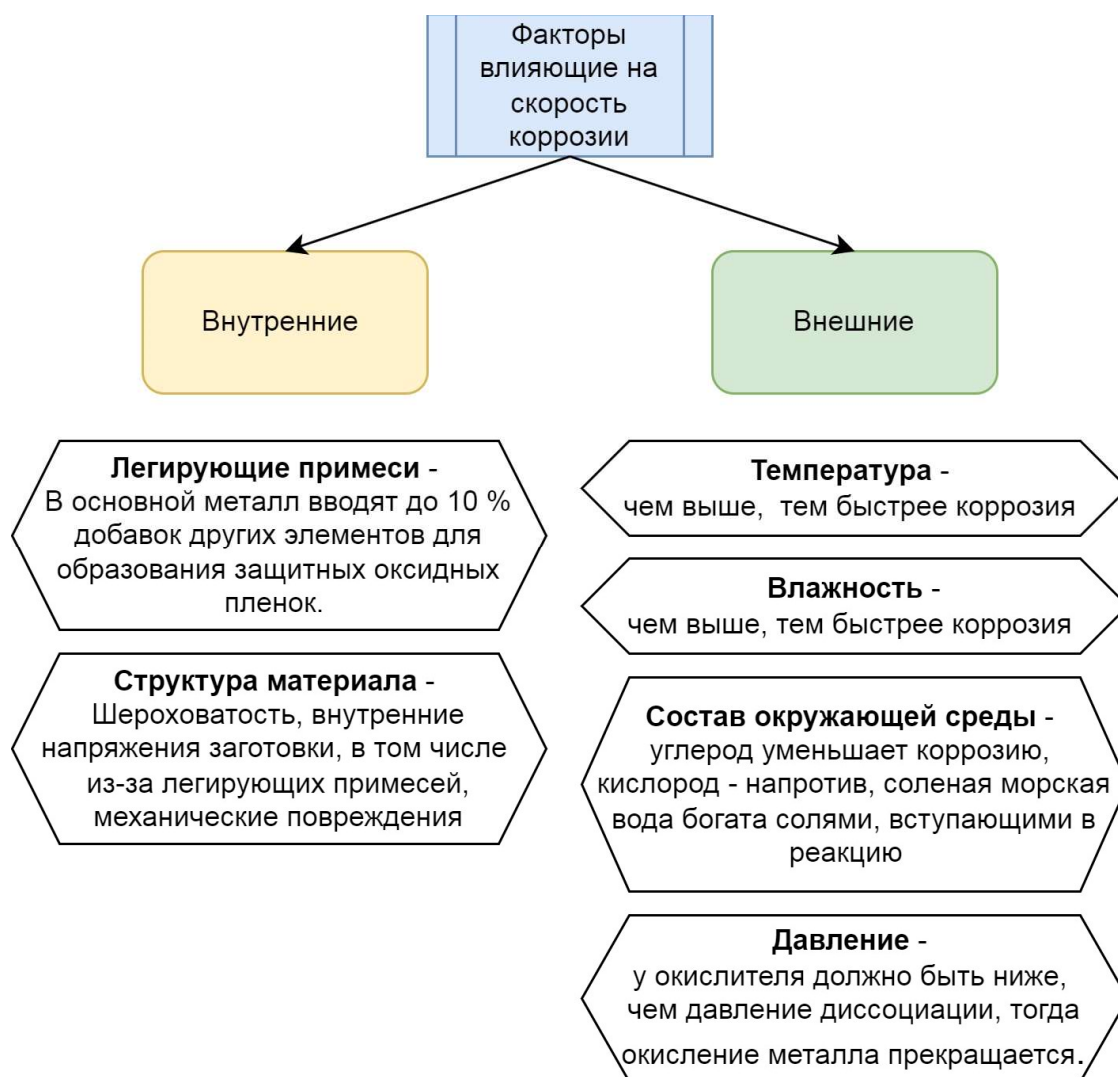 Факторы
влияющие на
скорость
коррозии
Внутренние
Внешние
Легирующие примеси -
В основной металл вводят до 10 %
добавок других элементов для
образования защитных оксидных
пленок.
Структура материала -
Шероховатость, внутренние
напряжения заготовки, в том числе
из-за легирующих примесей,
механические повреждения
Температура -
чем выше, тем быстрее коррозия
Влажность -
чем выше, тем быстрее коррозия
Состав окружающей среды -
углерод уменьшает коррозию,
кислород - напротив, соленая морская
вода богата солями, вступающими в
реакцию
Давление -
у окислителя должно быть ниже,
чем давление диссоциации, тогда
окисление металла прекращается.